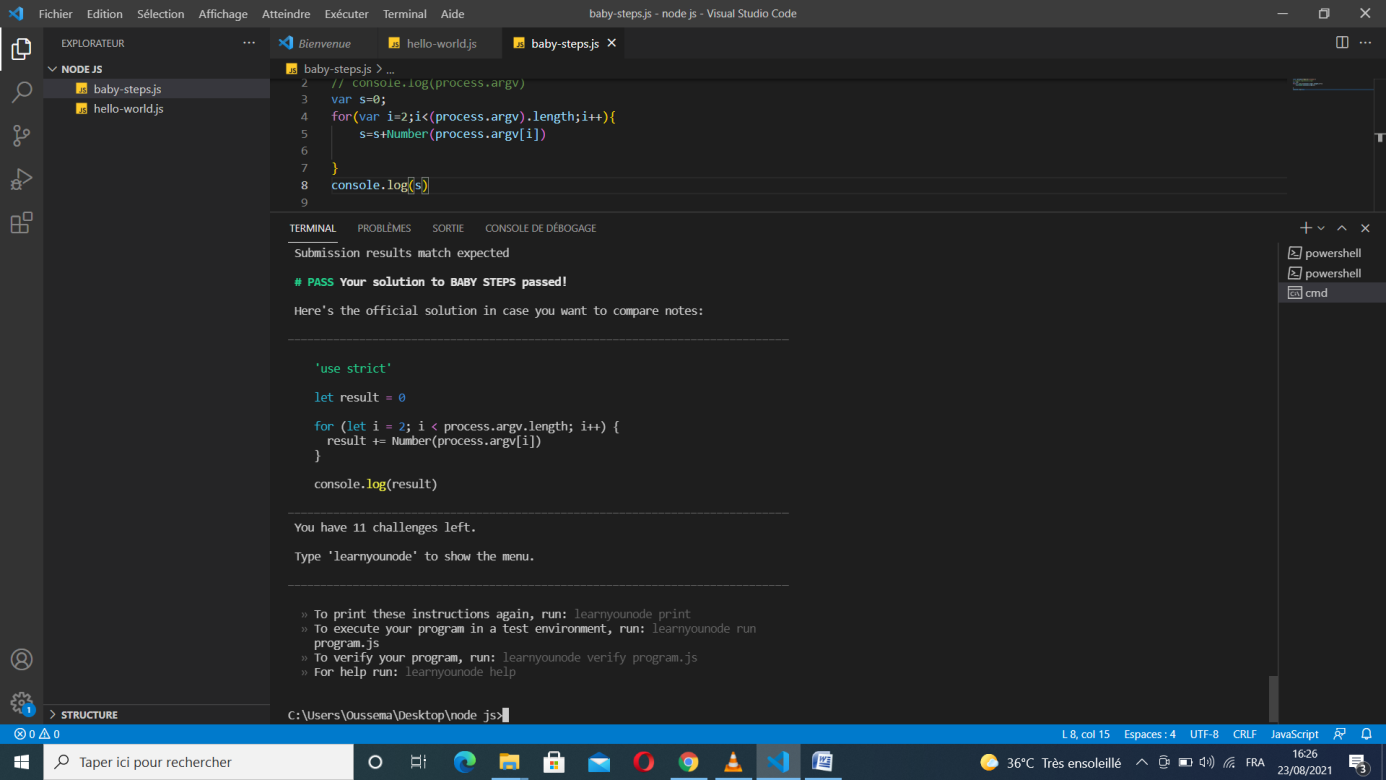 Fichier Edition Sélection Affichage Atteindre Exécuter Terminal Aide baby-steps.js - node js - Visual Studio Code
EXPLORATEUR ··· Bienvenue JS hello-world.js JS baby-steps.js
NODE JS JS baby-steps.js > ...
JS baby-steps.js
JS hello-world.js
2 // console.log(process.argv)
3 var s=0;
4 for(var i=2;i<(process.argv).length;i++){
5 s=s+Number(process.argv[i])
6
7 }
8 console.log(s)
9
TERMINAL PROBLÈMES SORTIE CONSOLE DE DÉBOGAGE
powershell
powershell
cmd
Submission results match expected
# PASS Your solution to BABY STEPS passed!
Here's the official solution in case you want to compare notes:
'use strict'
let result = 0
for (let i = 2; i < process.argv.length; i++) {
result += Number(process.argv[i])
}
console.log(result)
You have 11 challenges left.
Type 'learnyounode' to show the menu.
» To print these instructions again, run: learnyounode print
» To execute your program in a test environment, run: learnyounode run
program.js
» To verify your program, run: learnyounode verify program.js
» For help run: learnyounode help
C:\Users\Oussema\Desktop\node js>
1
STRUCTURE
0 0 L 8, col 15 Espaces : 4 UTF-8 CRLF JavaScript
Taper ici pour rechercher 36°C Très ensoleillé FRA 16:26
23/08/2021 3